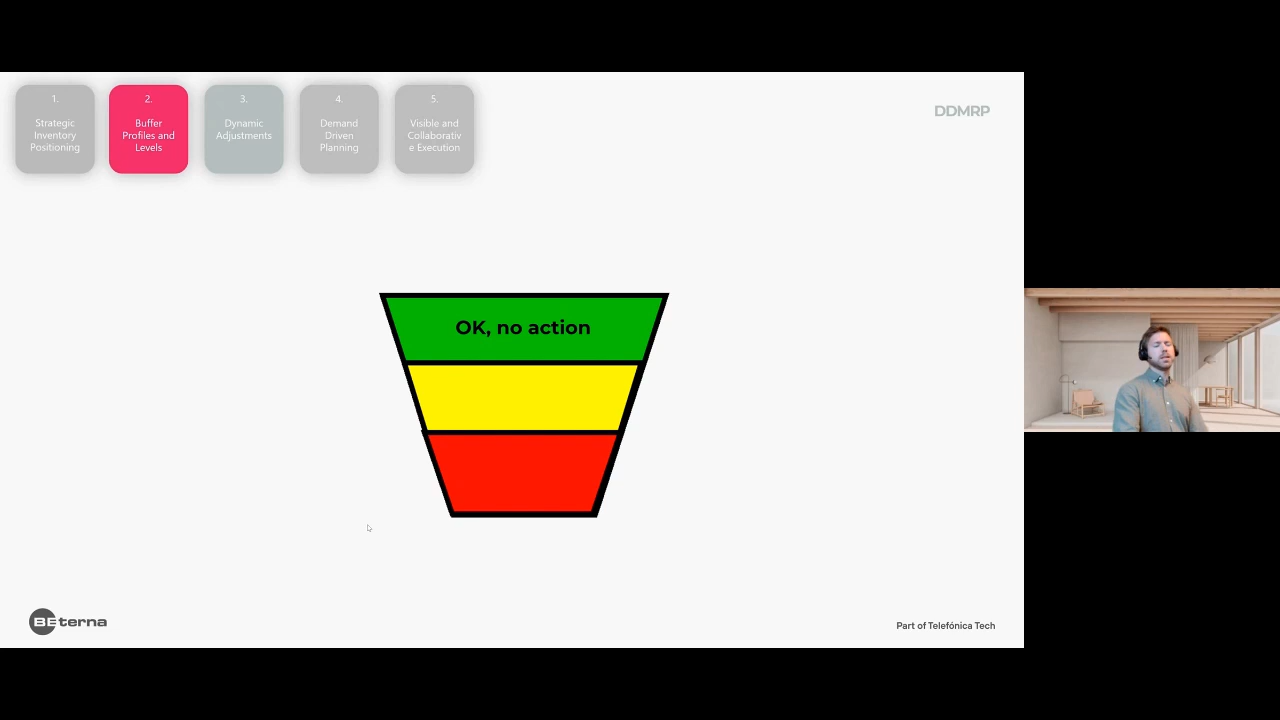 1.
Strategic
Inventory
Positioning
2.
Buffer
Profiles and
Levels
3.
Dynamic
Adjustments
4.
Demand
Driven
Planning
5.
Visible and
Collaborativ
e Execution
DDMRP
OK, no action
BEterna
Part of Telefónica Tech